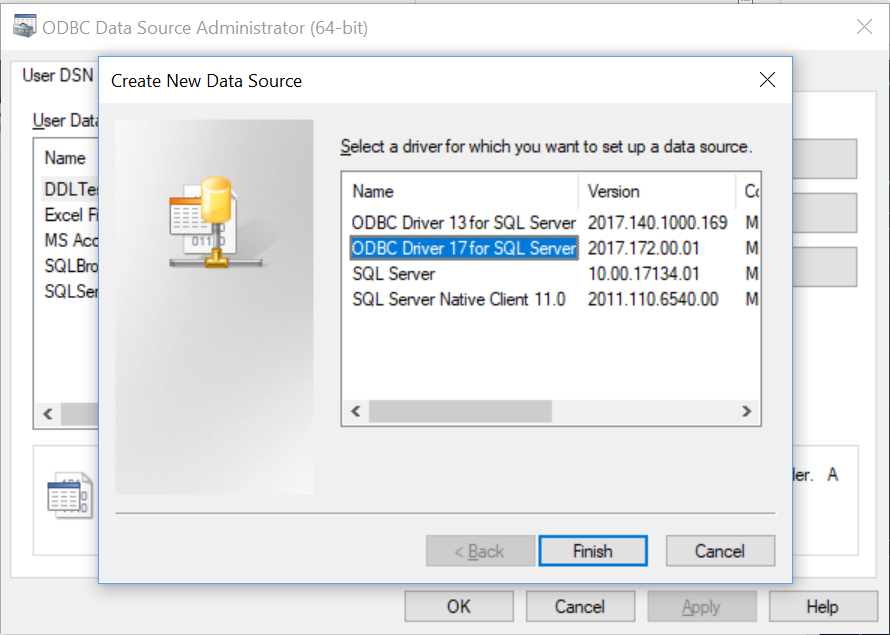 ODBC Data Source Administrator (64-bit)
User DSN
User Data
Name
DDLTes
Excel Fi
MS Acc
SQLBro
SQLSer
Create New Data Source
Select a driver for which you want to set up a data source.
Name Version Co
ODBC Driver 13 for SQL Server 2017.140.1000.169 M
ODBC Driver 17 for SQL Server 2017.172.00.01 M
SQL Server 10.00.17134.01 M
SQL Server Native Client 11.0 2011.110.6540.00 M
der. A
< Back Finish Cancel
OK Cancel Apply Help